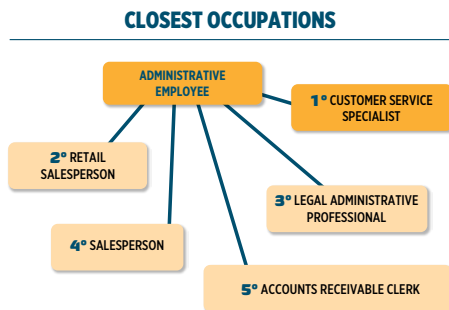 CLOSEST OCCUPATIONS
ADMINISTRATIVE
EMPLOYEE
1º CUSTOMER SERVICE
SPECIALIST
2º RETAIL
SALESPERSON
3º LEGAL ADMINISTRATIVE
PROFESSIONAL
4º SALESPERSON
5º ACCOUNTS RECEIVABLE CLERK